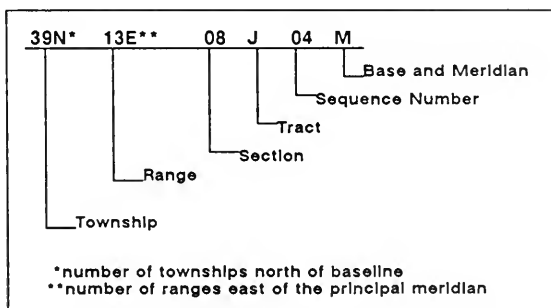 39N* 13E** 08 J 04 M
Base and Meridian
Sequence Number
Tract
Section
Range
Township
*number of townships north of baseline
**number of ranges east of the principal meridian